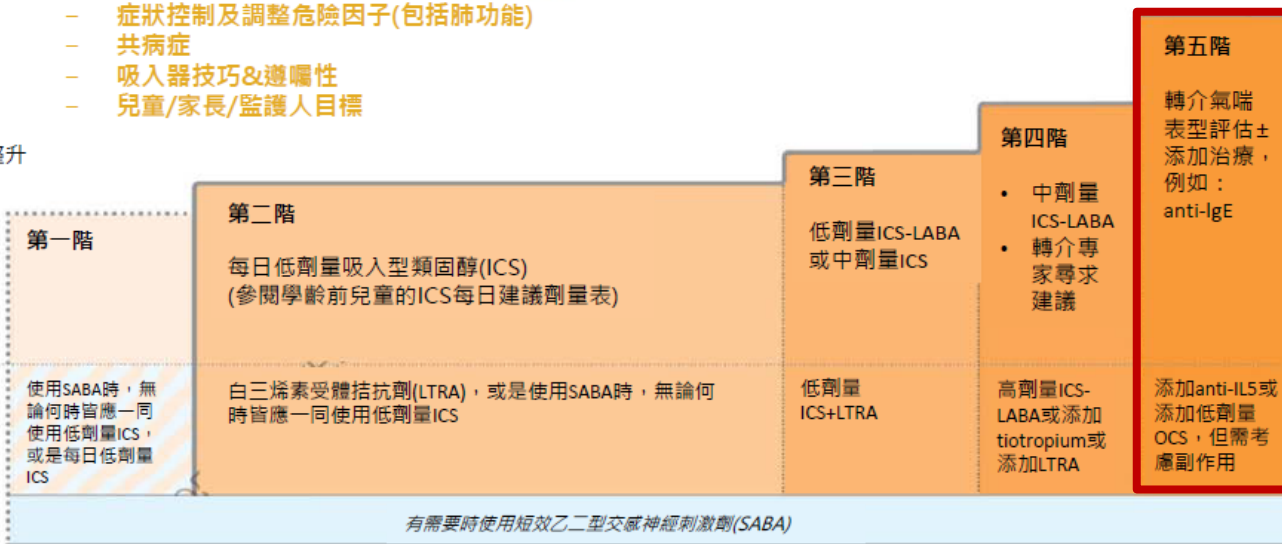 – 症狀控制及調整危險因子(包括肺功能)
– 共病症
– 吸入器技巧&遵囑性
– 兒童/家長/監護人目標
升
第一階
第二階
每日低劑量吸入型類固醇(ICS)
(參閱學齡前兒童的ICS每日建議劑量表)
第三階
低劑量ICS-LABA
或中劑量ICS
第四階
• 中劑量
ICS-LABA
• 轉介專
家尋求
建議
第五階
轉介氣喘
表型評估±
添加治療，
例如：
anti-IgE
使用SABA時，無
論何時皆應一同
使用低劑量ICS，
或是每日低劑量
ICS
白三烯素受體拮抗劑(LTRA)，或是使用SABA時，無論何
時皆應一同使用低劑量ICS
低劑量
ICS+LTRA
高劑量ICS-
LABA或添加
tiotropium或
添加LTRA
添加anti-IL5或
添加低劑量
OCS，但需考
慮副作用
有需要時使用短效乙二型交感神經刺激劑(SABA)